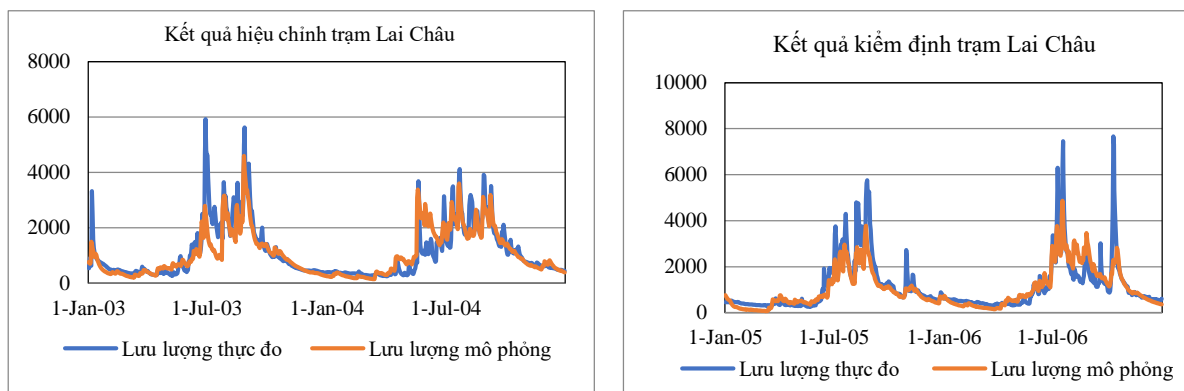 Kết quả hiệu chỉnh trạm Lai Châu
8000
6000
4000
2000
0
1-Jan-03
1-Jul-03
1-Jan-04
1-Jul-04
Lưu lượng thực đo
Lưu lượng mô phỏng
Kết quả kiểm định trạm Lai Châu
10000
8000
6000
4000
2000
0
1-Jan-05
1-Jul-05
1-Jan-06
1-Jul-06
Lưu lượng thực đo
Lưu lượng mô phỏng